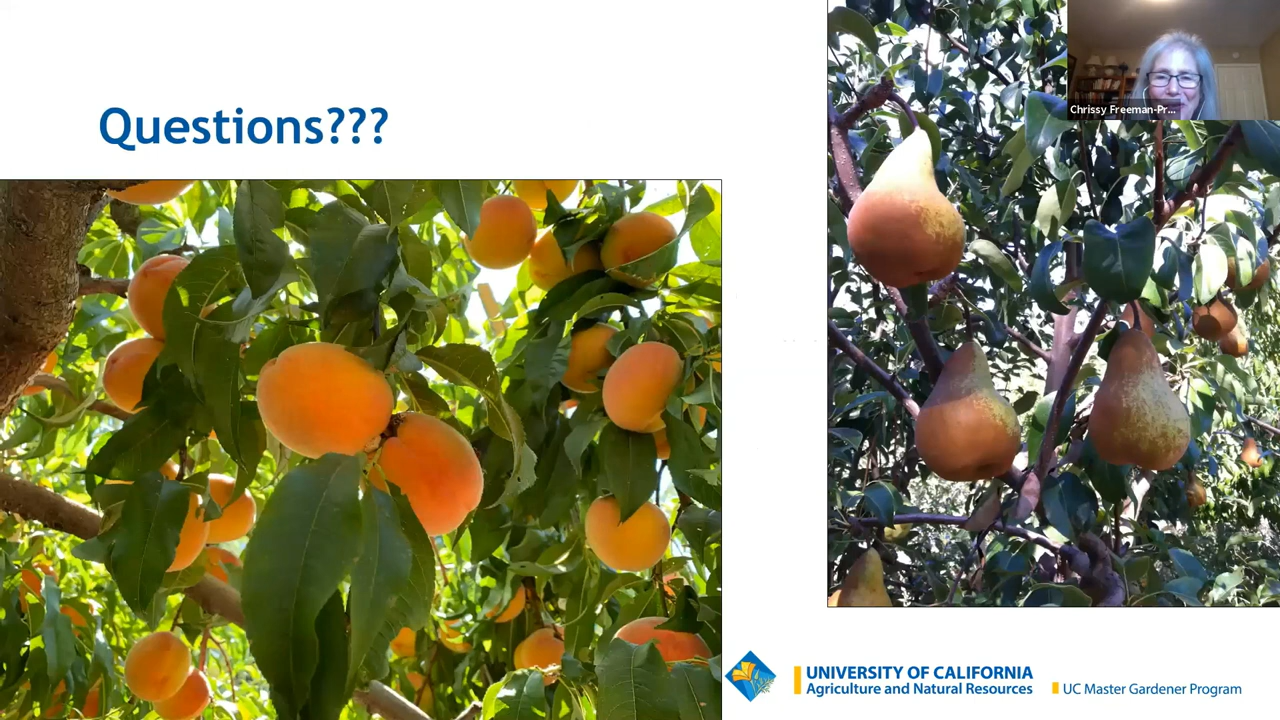 Questions???
Chrissy Freeman-Pr...
UNIVERSITY OF CALIFORNIA
Agriculture and Natural Resources
UC Master Gardener Program